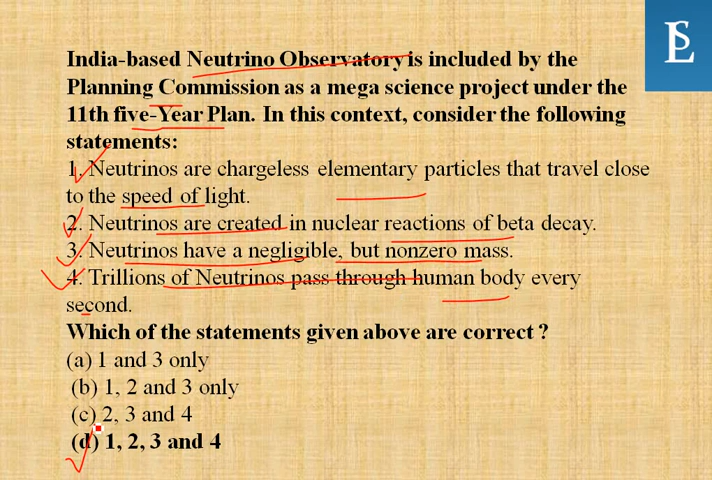 LS
India-based Neutrino Observatory is included by the
Planning Commission as a mega science project under the
11th five-Year Plan. In this context, consider the following
statements:
1. Neutrinos are chargeless elementary particles that travel close
to the speed of light.
2. Neutrinos are created in nuclear reactions of beta decay.
3. Neutrinos have a negligible, but nonzero mass.
4. Trillions of Neutrinos pass through human body every
second.
Which of the statements given above are correct ?
(a) 1 and 3 only
(b) 1, 2 and 3 only
(c) 2, 3 and 4
(d) 1, 2, 3 and 4